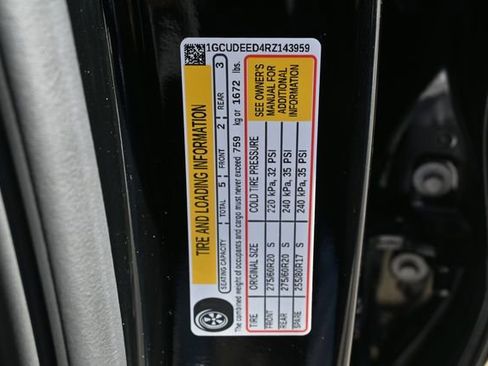 1GCUDEED4RZ143959
TIRE AND LOADING INFORMATION
SEATING CAPACITY TOTAL 5 FRONT 2 REAR 3
The combined weight of occupants and cargo must never exceed 759 kg or 1672 lbs.
TIRE ORIGINAL SIZE COLD TIRE PRESSURE
FRONT 275/60R20 S 220 kPa, 32 PSI
REAR 275/60R20 S 240 kPa, 35 PSI
SPARE 255/80R17 S 240 kPa, 35 PSI
SEE OWNER'S
MANUAL FOR
ADDITIONAL
INFORMATION